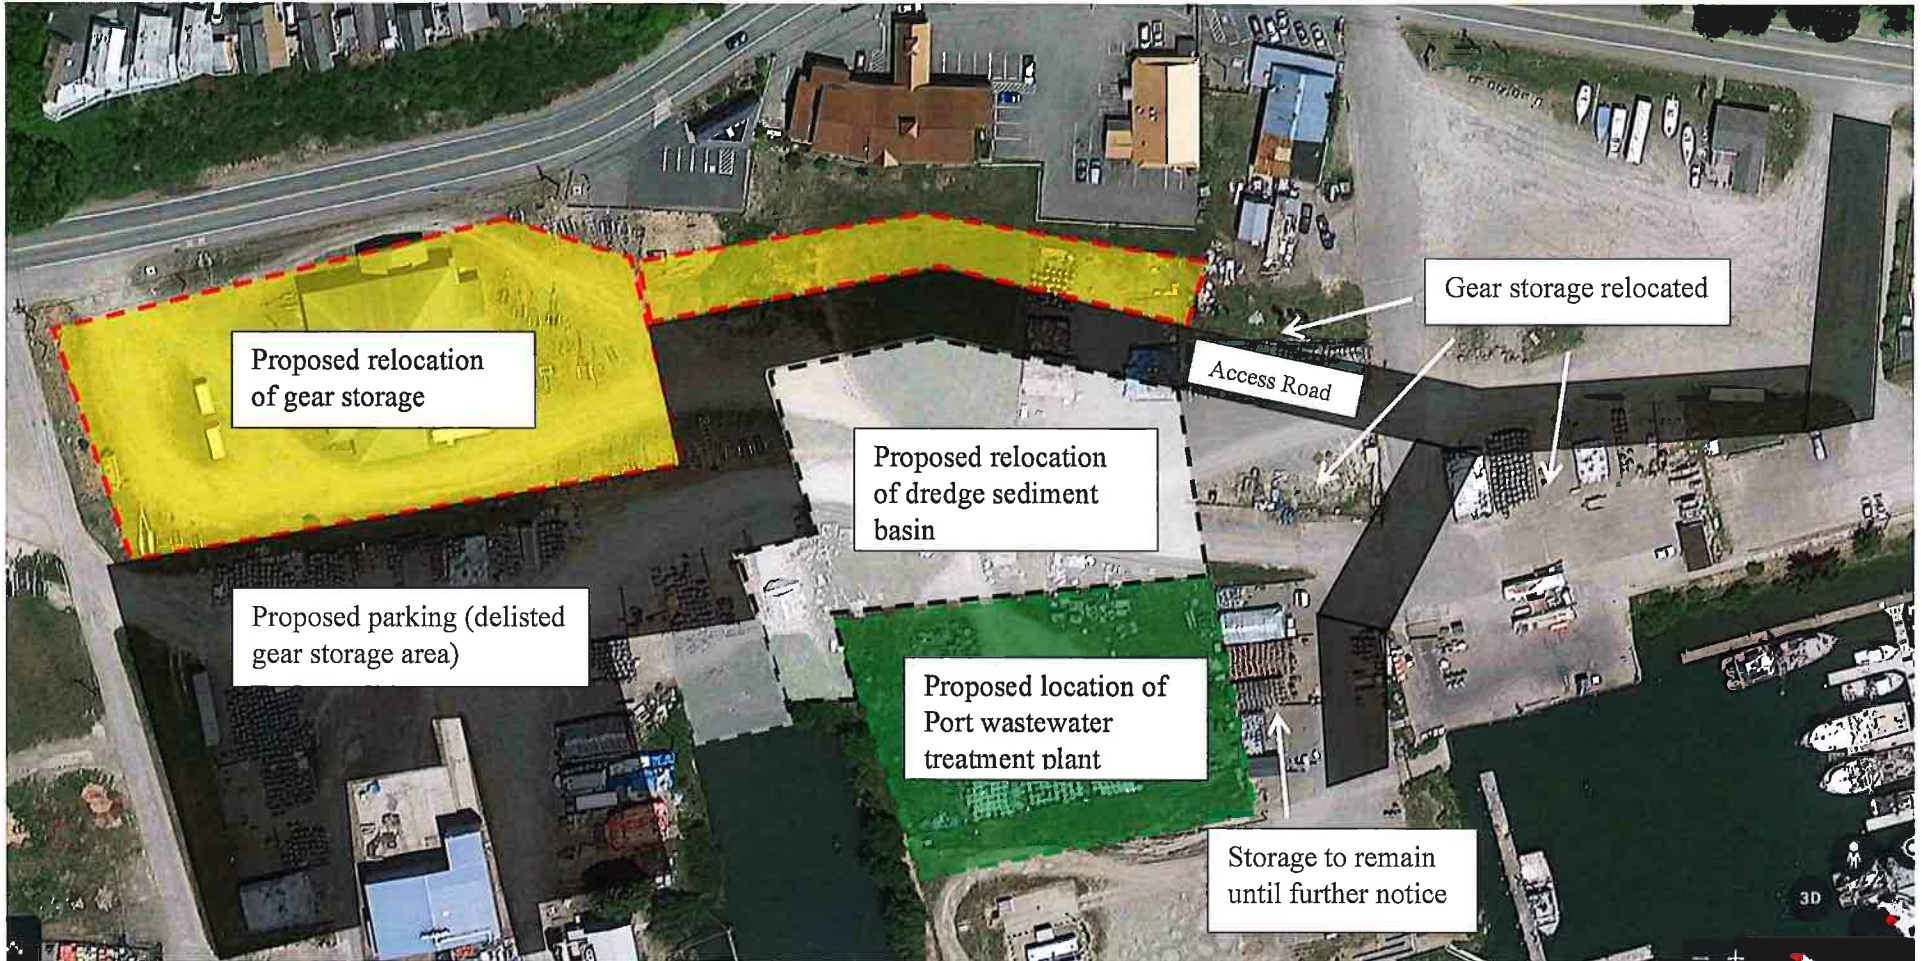 Gear storage relocated
Proposed relocation
of gear storage
Access Road
Proposed relocation
of dredge sediment
basin
Proposed parking (delisted
gear storage area)
Proposed location of
Port wastewater
treatment plant
Storage to remain
until further notice
3D